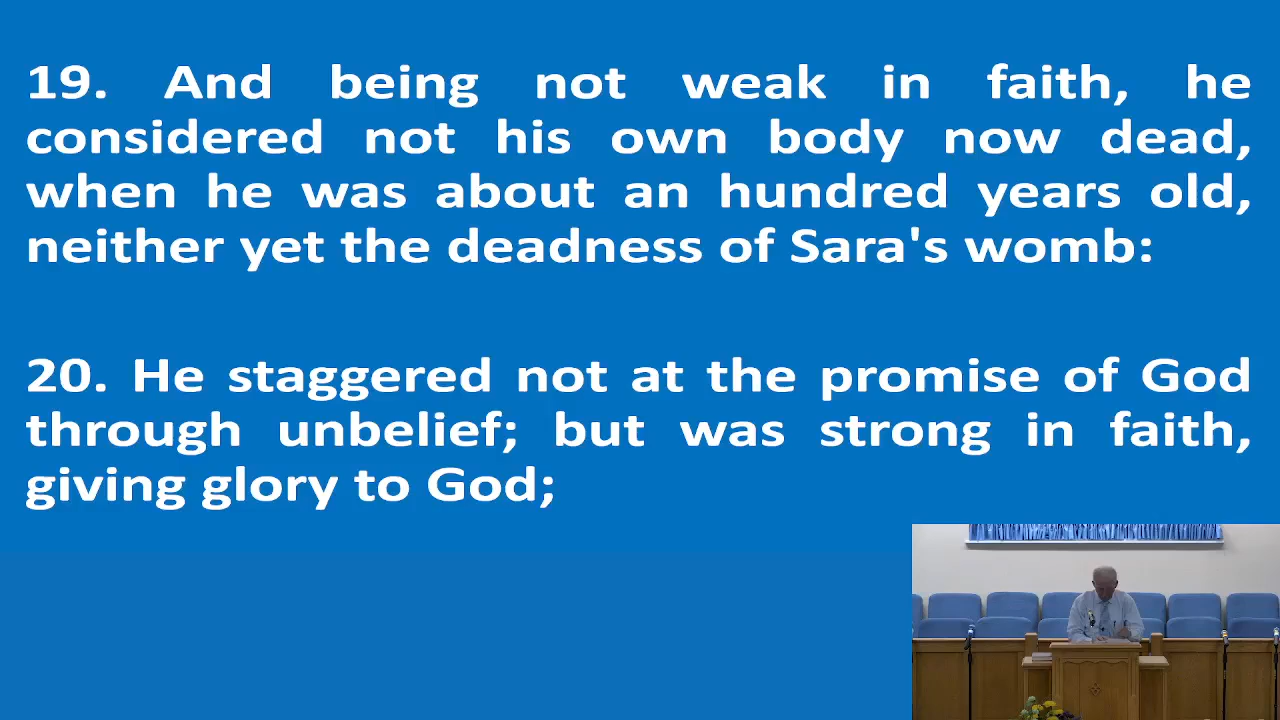 19. And being not weak in faith, he
considered not his own body now dead,
when he was about an hundred years old,
neither yet the deadness of Sara's womb:
20. He staggered not at the promise of God
through unbelief; but was strong in faith,
giving glory to God;